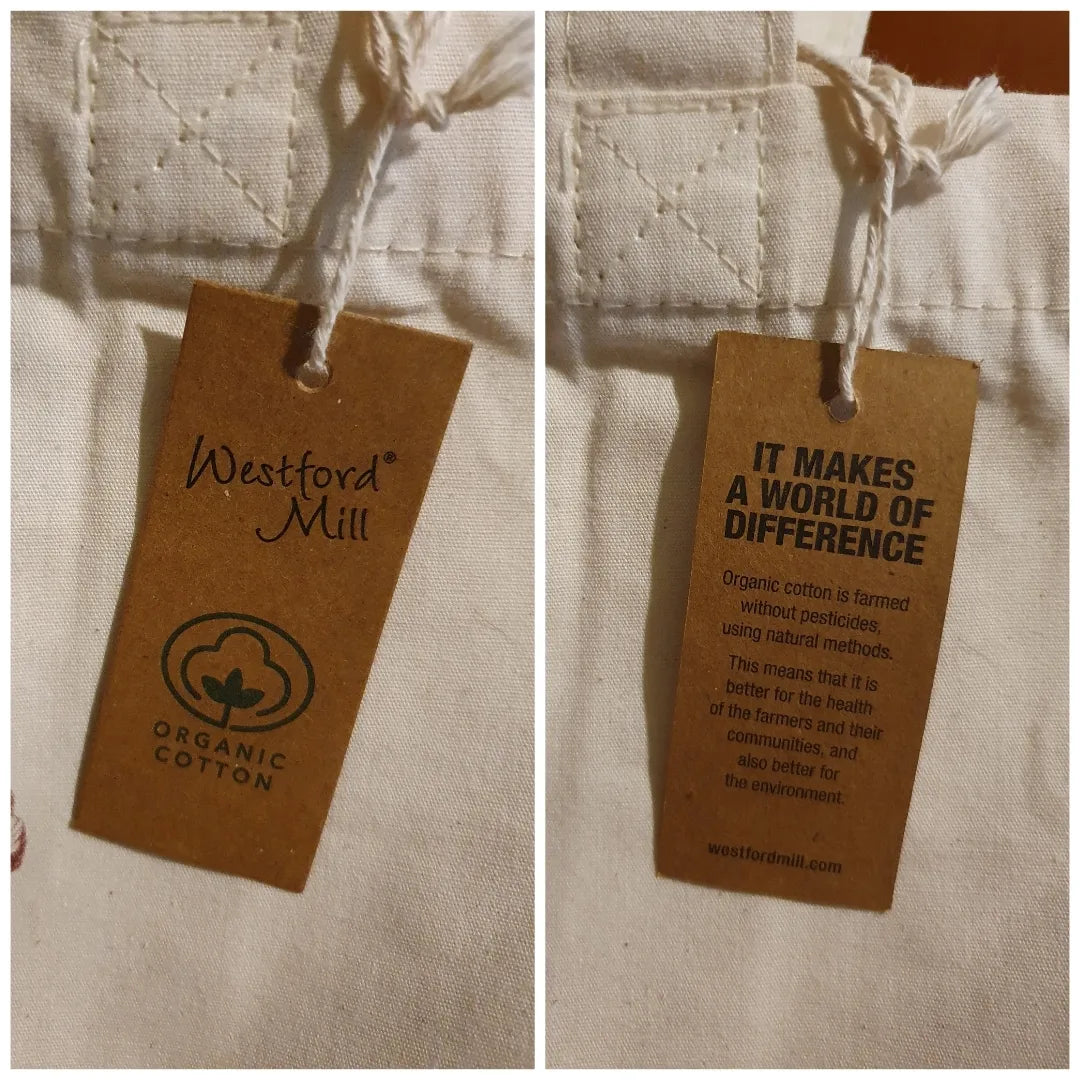 Westford®
Mill
ORGANIC
COTTON
IT MAKES
A WORLD OF
DIFFERENCE
Organic cotton is farmed
without pesticides,
using natural methods.
This means that it is
better for the health
of the farmers and their
communities, and
also better for
the environment.
westfordmill.com